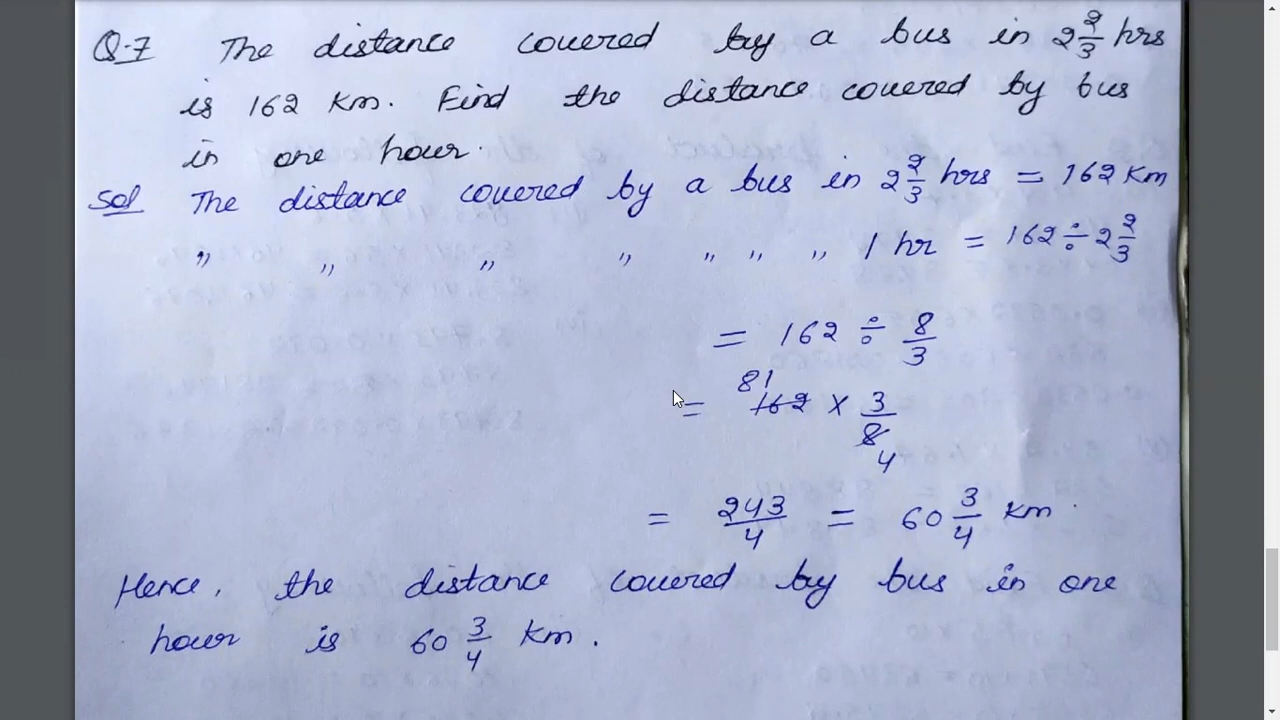 Q.7 The distance covered by a bus in 2 2/3 hrs
is 162 Km. Find the distance covered by bus
in one hour.
Sol The distance covered by a bus in 2 2/3 hrs = 162 Km
" " " " " " " 1 hr = 162 ÷ 2 2/3
= 162 ÷ 8/3
81
= 162 × 3/8
4
= 243/4 = 60 3/4 km
Hence, the distance covered by bus in one
hour is 60 3/4 km.